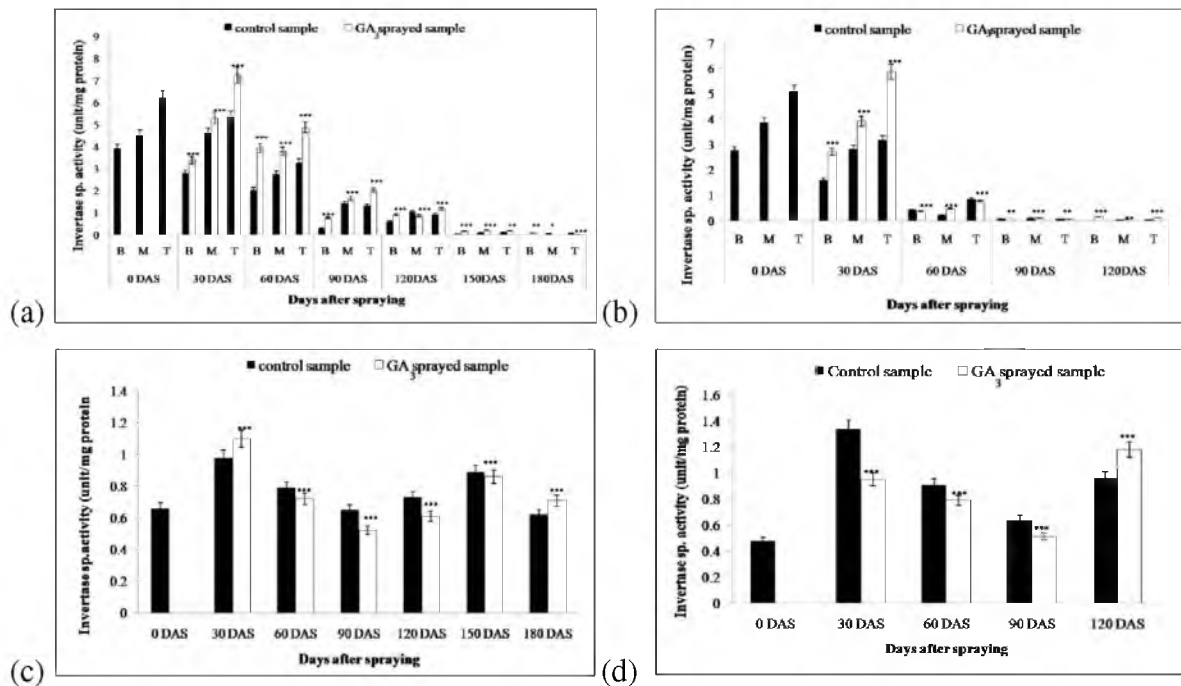 control sample GA3 sprayed sample
Invertase sp. activity (unit/mg protein)
9
8
7
6
5
4
3
2
1
0
*** *** ***
*** *** ***
*** *** ***
*** *** ***
*** *** **
** * ***
B M T B M T B M T B M T B M T B M T B M T
0 DAS 30 DAS 60 DAS 90 DAS 120 DAS 150 DAS 180 DAS
Days after spraying
(a)
control sample sprayed sample
Invertase sp. activity (unit/mg protein)
7
6
5
4
3
2
1
0
*** *** ***
*** *** ***
** *** **
*** ** ***
B M T B M T B M T B M T B M T
0 DAS 30 DAS 60 DAS 90 DAS 120DAS
Days after spraying
(b)
control sample GA3 sprayed sample
Invertase sp.activity (unit/mg protein
1.4
1.2
1
0.8
0.6
0.4
0.2
0
*** *** *** *** *** ***
0 DAS 30 DAS 60 DAS 90 DAS 120 DAS 150 DAS 180 DAS
Days after spraying
(c)
Control sample GA3 sprayed sample
Invertase sp. activity (unit/mg protein)
1.6
1.4
1.2
1
0.8
0.6
0.4
0.2
0
*** *** *** ***
0 DAS 30 DAS 60 DAS 90 DAS 120 DAS
Days after spraying
(d)